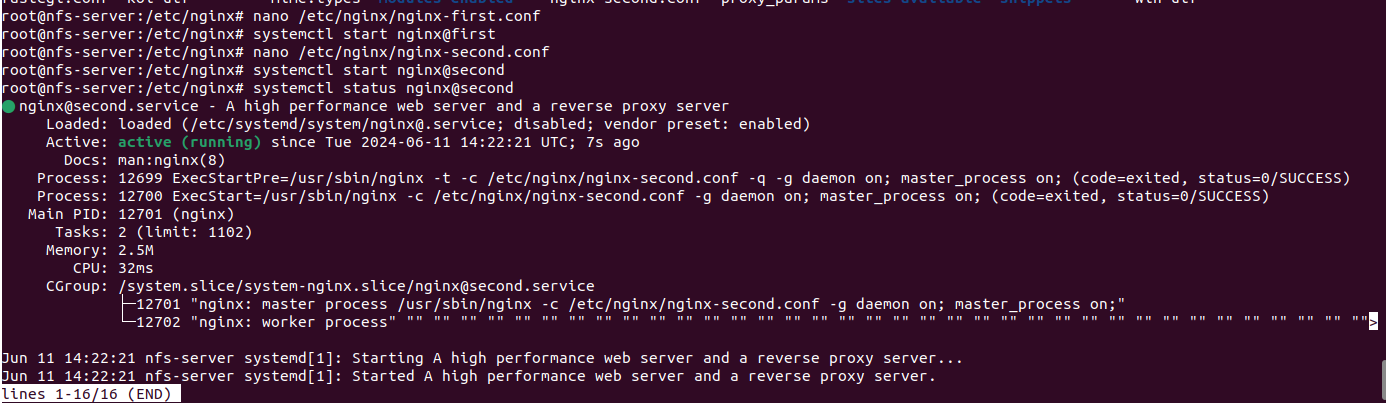 root@nfs-server:/etc/nginx# nano /etc/nginx/nginx-first.conf
root@nfs-server:/etc/nginx# systemctl start nginx@first
root@nfs-server:/etc/nginx# nano /etc/nginx/nginx-second.conf
root@nfs-server:/etc/nginx# systemctl start nginx@second
root@nfs-server:/etc/nginx# systemctl status nginx@second
● nginx@second.service - A high performance web server and a reverse proxy server
Loaded: loaded (/etc/systemd/system/nginx@.service; disabled; vendor preset: enabled)
Active: active (running) since Tue 2024-06-11 14:22:21 UTC; 7s ago
Docs: man:nginx(8)
Process: 12699 ExecStartPre=/usr/sbin/nginx -t -c /etc/nginx/nginx-second.conf -q -g daemon on; master_process on; (code=exited, status=0/SUCCESS)
Process: 12700 ExecStart=/usr/sbin/nginx -c /etc/nginx/nginx-second.conf -g daemon on; master_process on; (code=exited, status=0/SUCCESS)
Main PID: 12701 (nginx)
Tasks: 2 (limit: 1102)
Memory: 2.5M
CPU: 32ms
CGroup: /system.slice/system-nginx.slice/nginx@second.service
├─12701 "nginx: master process /usr/sbin/nginx -c /etc/nginx/nginx-second.conf -g daemon on; master_process on;"
└─12702 "nginx: worker process" "" "" "" "" "" "" "" "" "" "" "" "" "" "" "" "" "" "" "" "" "" "" "" "" "" "" "" "" "" "" "" "" "" "" "" "">
Jun 11 14:22:21 nfs-server systemd[1]: Starting A high performance web server and a reverse proxy server...
Jun 11 14:22:21 nfs-server systemd[1]: Started A high performance web server and a reverse proxy server.
lines 1-16/16 (END)